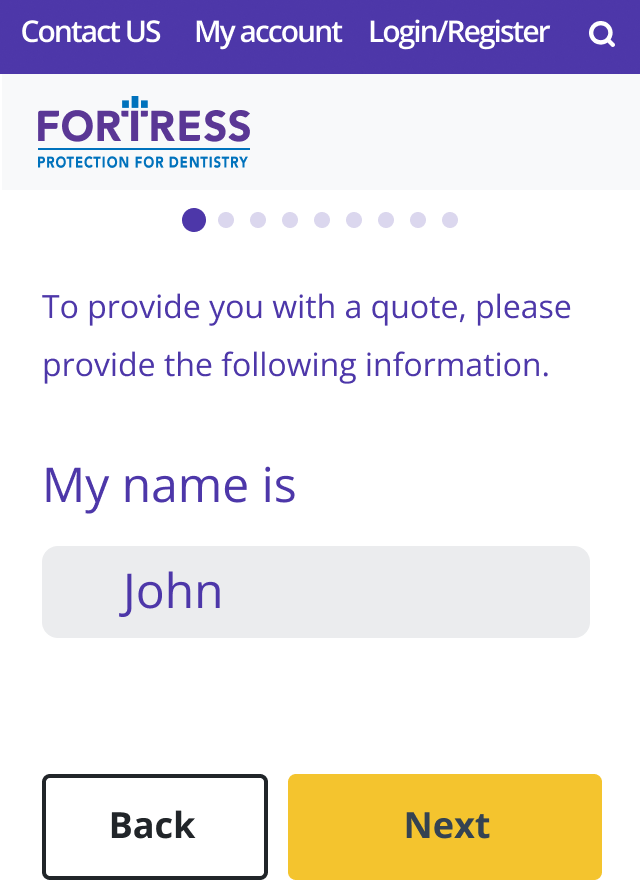 Contact US My account Login/Register
FORTRESS
PROTECTION FOR DENTISTRY
To provide you with a quote, please
provide the following information.
My name is
John
Back Next